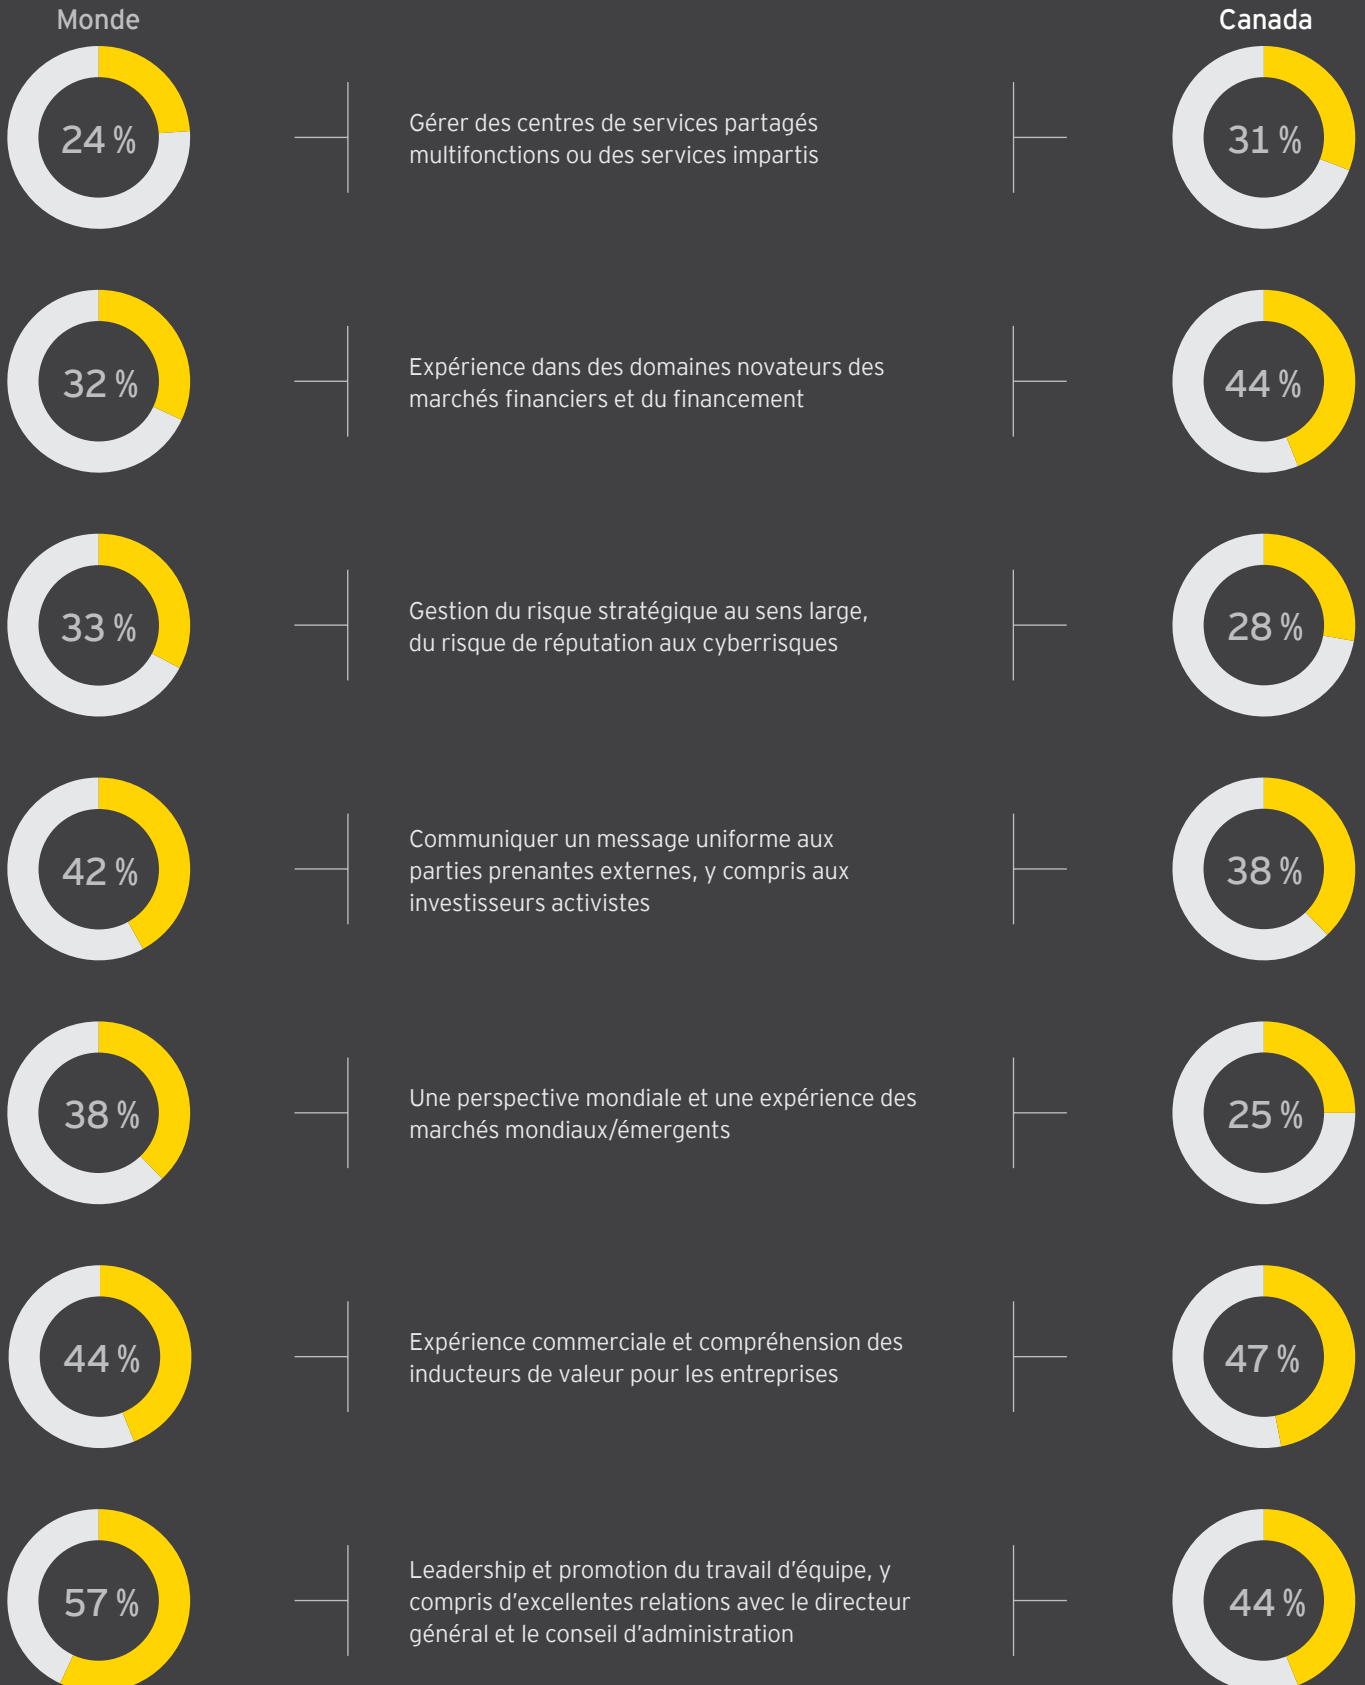 Monde
Canada
24 %
Gérer des centres de services partagés
multifonctions ou des services impartis
31 %
32 %
Expérience dans des domaines novateurs des
marchés financiers et du financement
44 %
33 %
Gestion du risque stratégique au sens large,
du risque de réputation aux cyberrisques
28 %
42 %
Communiquer un message uniforme aux
parties prenantes externes, y compris aux
investisseurs activistes
38 %
38 %
Une perspective mondiale et une expérience des
marchés mondiaux/émergents
25 %
44 %
Expérience commerciale et compréhension des
inducteurs de valeur pour les entreprises
47 %
57 %
Leadership et promotion du travail d'équipe, y
compris d'excellentes relations avec le directeur
général et le conseil d'administration
44 %